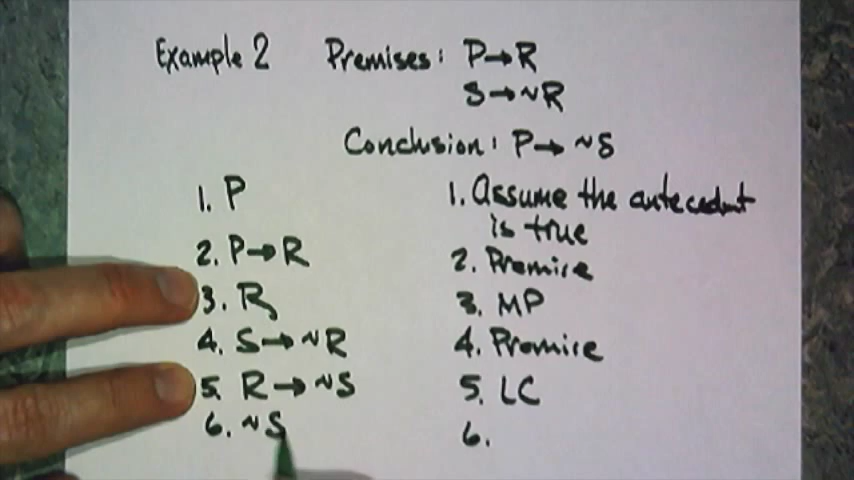 Example 2 Premises: P→R
S→~R
Conclusion: P→ ~S
1. P 1. Assume the antecedent
is true
2. P→R 2. Premise
3. R 3. MP
4. S→~R 4. Premise
5. R→~S 5. LC
6. ~S 6.